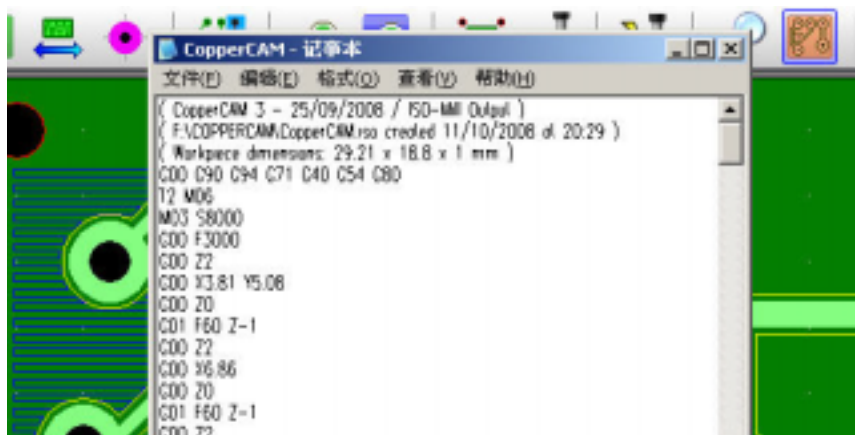 CopperCAM - 记事本
文件(F) 编辑(E) 格式(O) 查看(V) 帮助(H)
( CopperCAM 3 - 25/09/2008 / ISO-Mill Output )
( F:\COPPERCAM\CopperCAM.iso created 11/10/2008 at 20:29 )
( Workpiece dimensions: 29.21 x 18.8 x 1 mm )
G00 G90 G94 G71 G40 G54 G80
T2 M06
M03 S8000
G00 F3000
G00 Z2
G00 X3.81 Y5.08
G00 Z0
G01 F60 Z-1
G00 Z2
G00 X6.86
G00 Z0
G01 F60 Z-1
G00 Z2